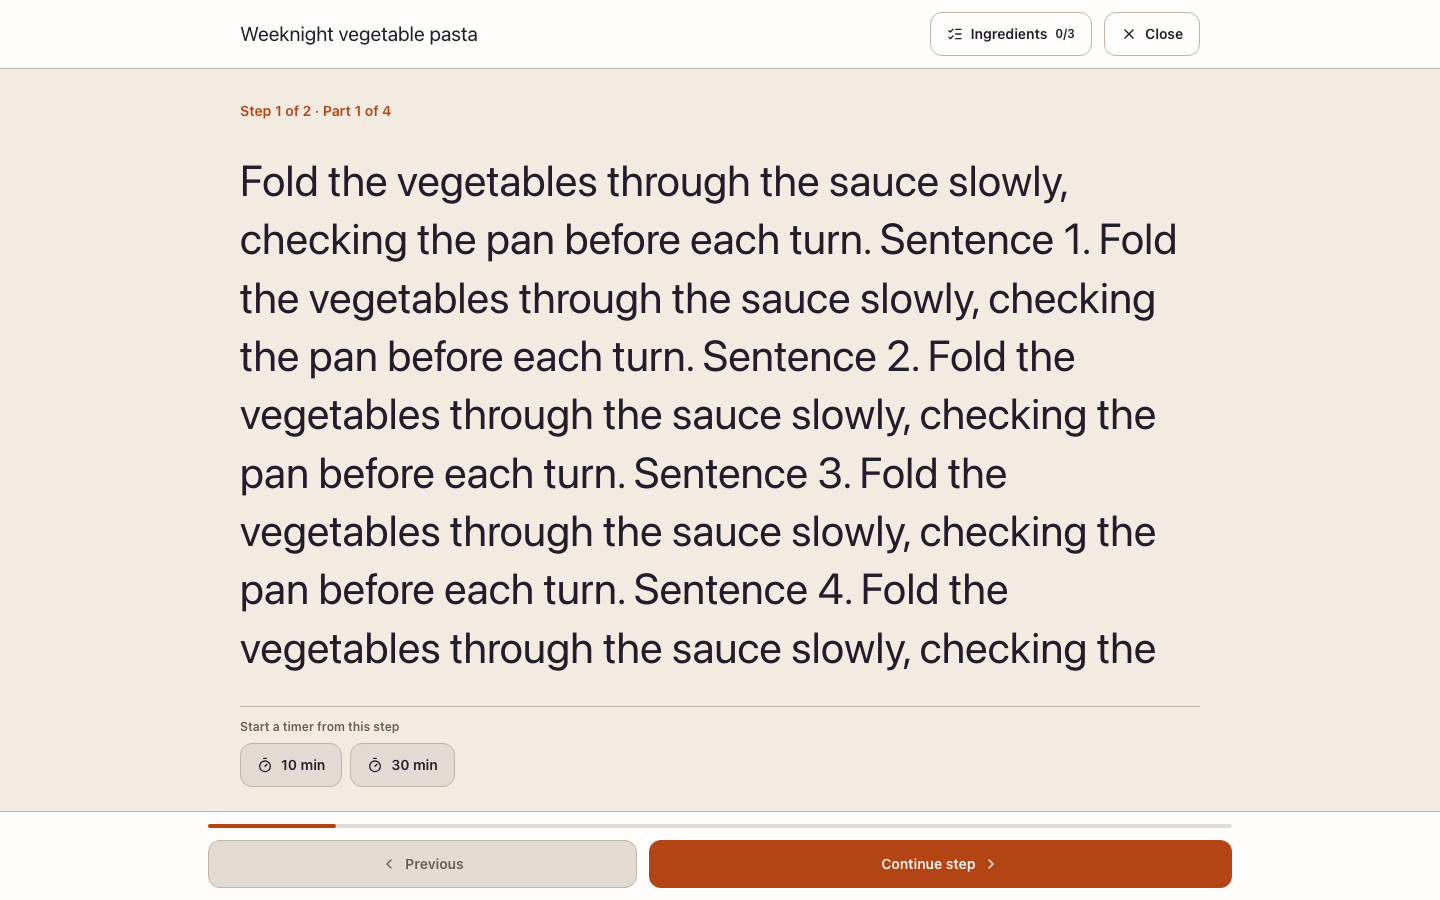 Weeknight vegetable pasta
Ingredients 0/3
Close
Step 1 of 2 · Part 1 of 4
Fold the vegetables through the sauce slowly,
checking the pan before each turn. Sentence 1. Fold
the vegetables through the sauce slowly, checking
the pan before each turn. Sentence 2. Fold the
vegetables through the sauce slowly, checking the
pan before each turn. Sentence 3. Fold the
vegetables through the sauce slowly, checking the
pan before each turn. Sentence 4. Fold the
vegetables through the sauce slowly, checking the
Start a timer from this step
10 min
30 min
Previous
Continue step